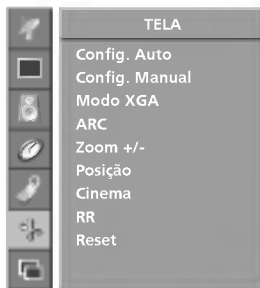 TELA
Config. Auto
Config. Manual
Modo XGA
ARC
Zoom +/-
Posição
Cinema
RR
Reset